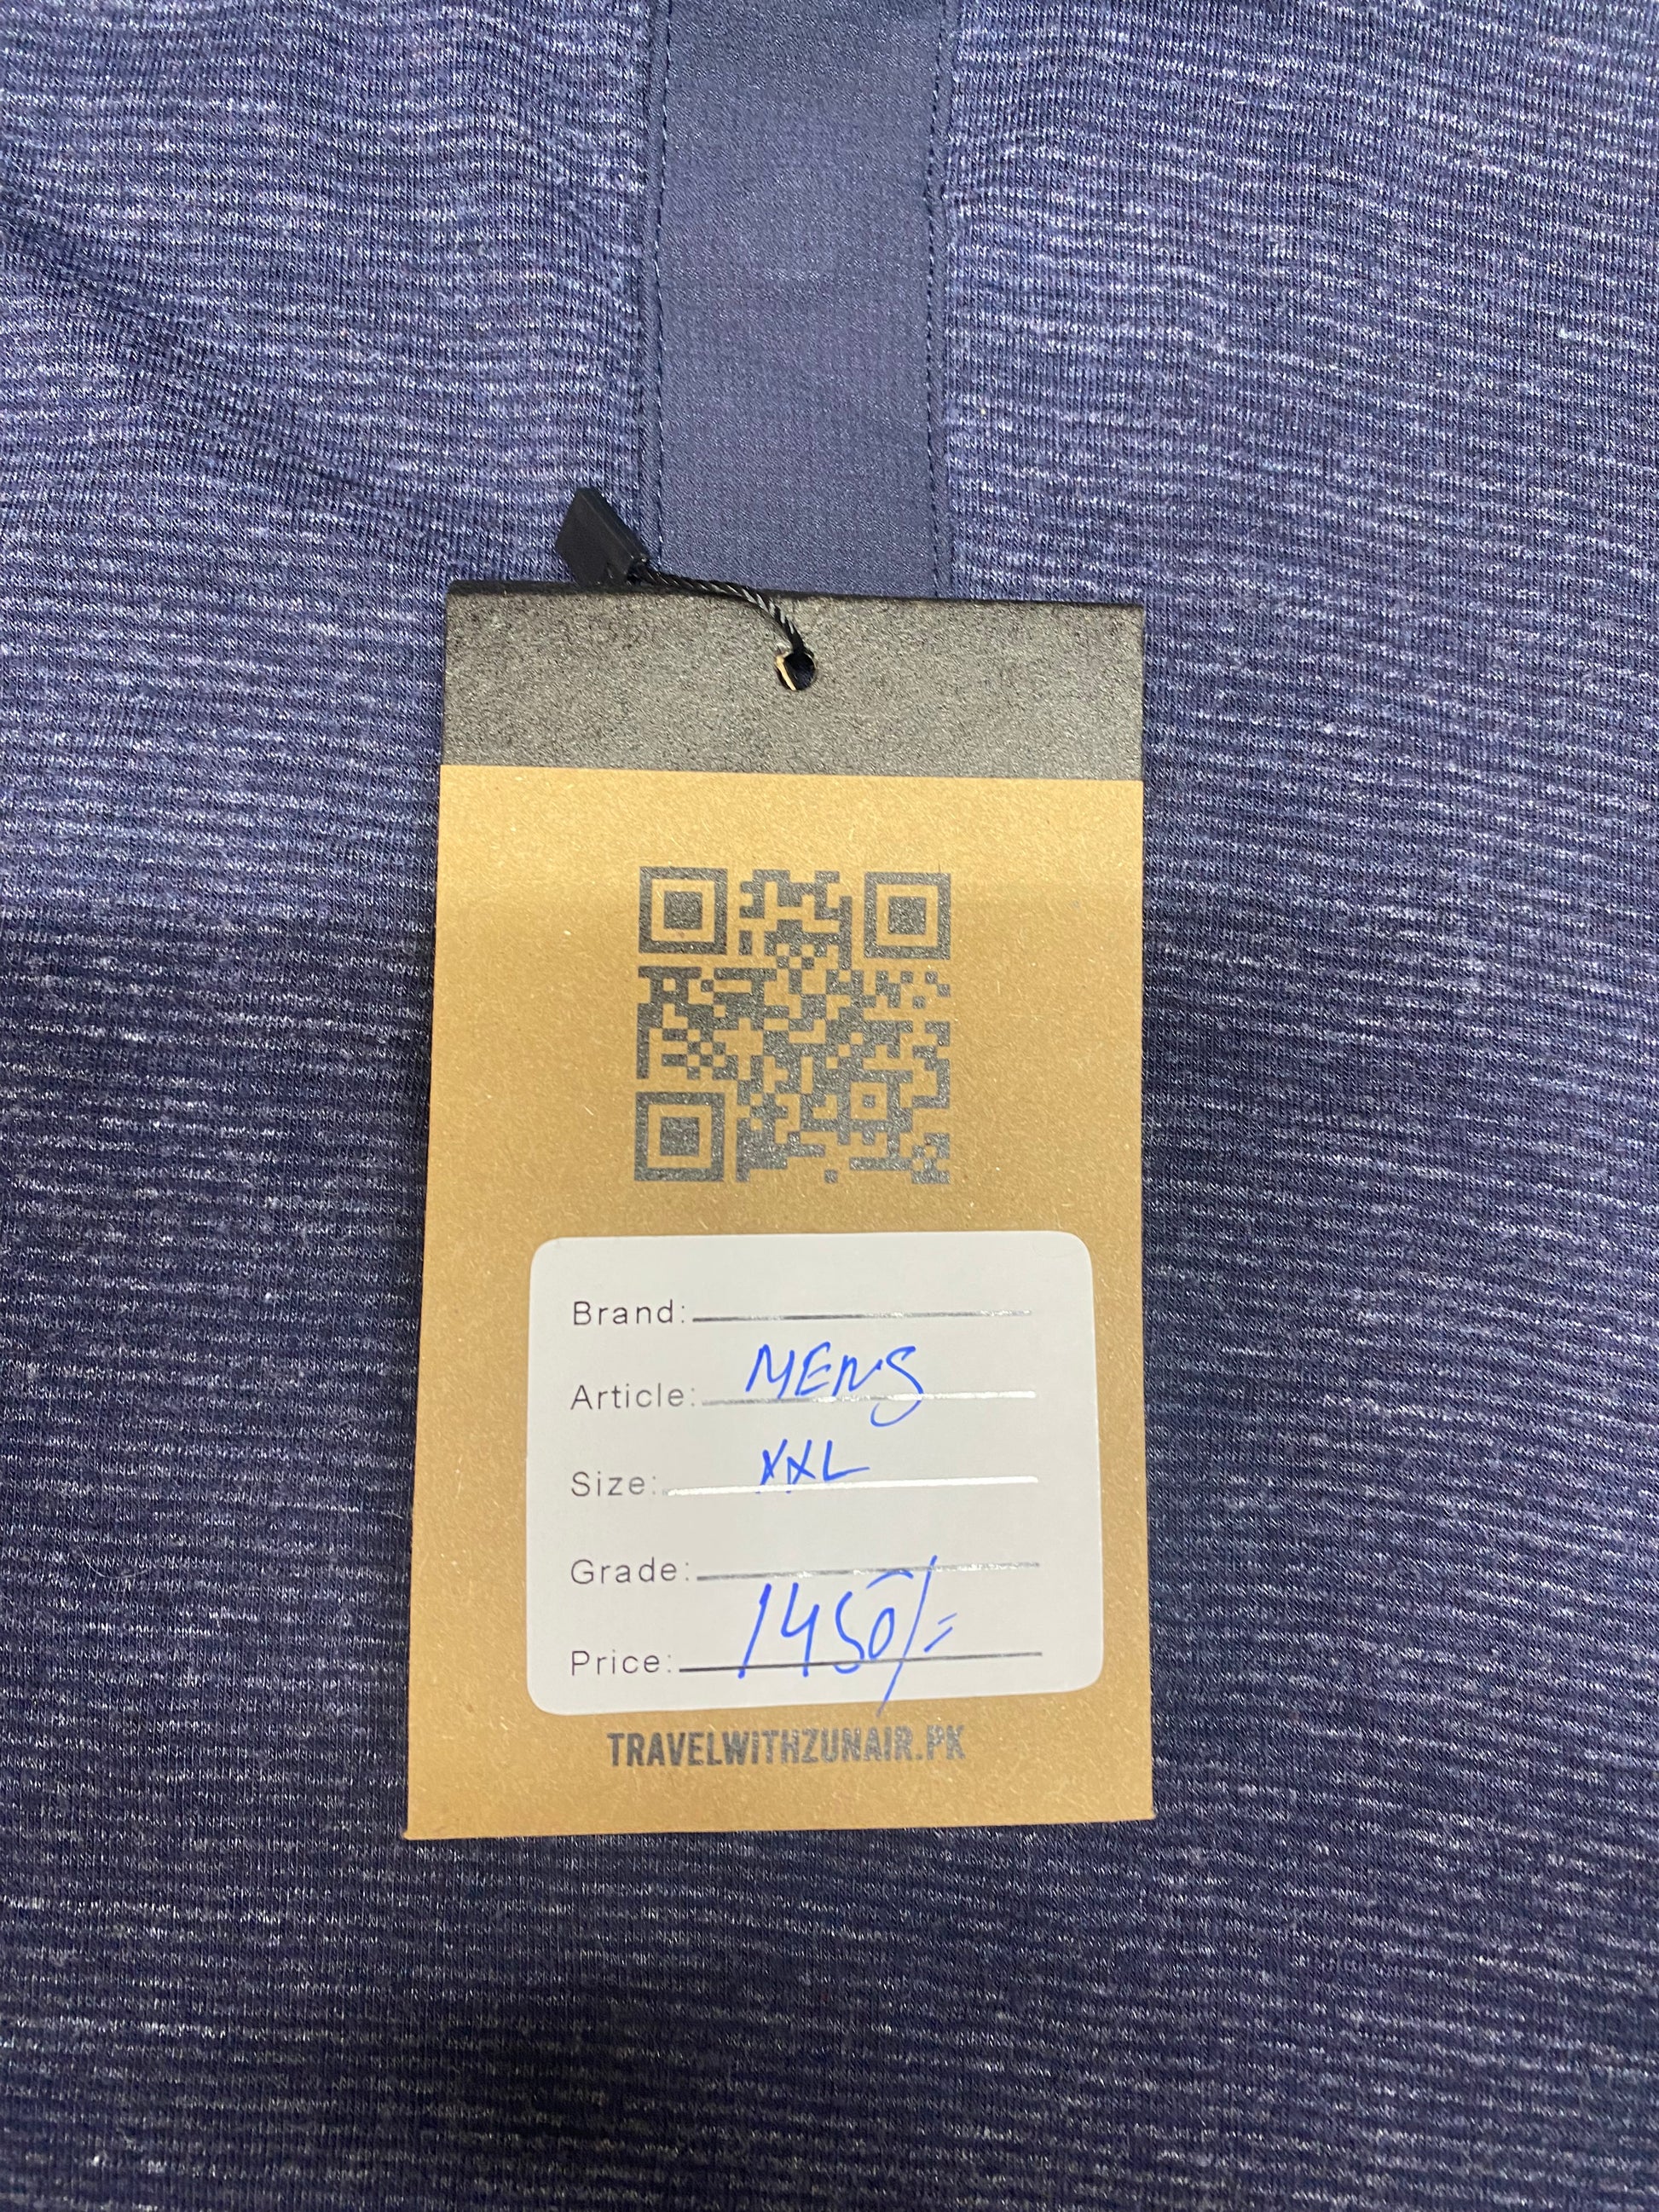 Brand:
Article: MENS
Size: XXL
Grade:
Price: 1450/=
TRAVELWITHZUNAIR.PK